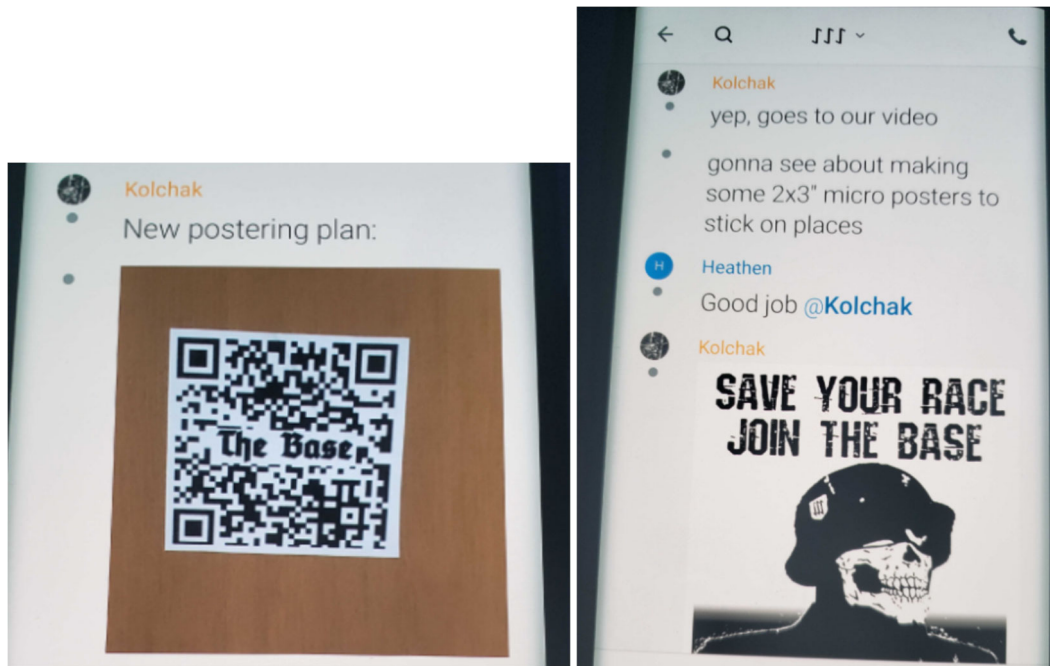 Kolchak
New postering plan:
The Base
Kolchak
yep, goes to our video
gonna see about making
some 2x3" micro posters to
stick on places
H
Heathen
Good job @Kolchak
Kolchak
SAVE YOUR RACE
JOIN THE BASE